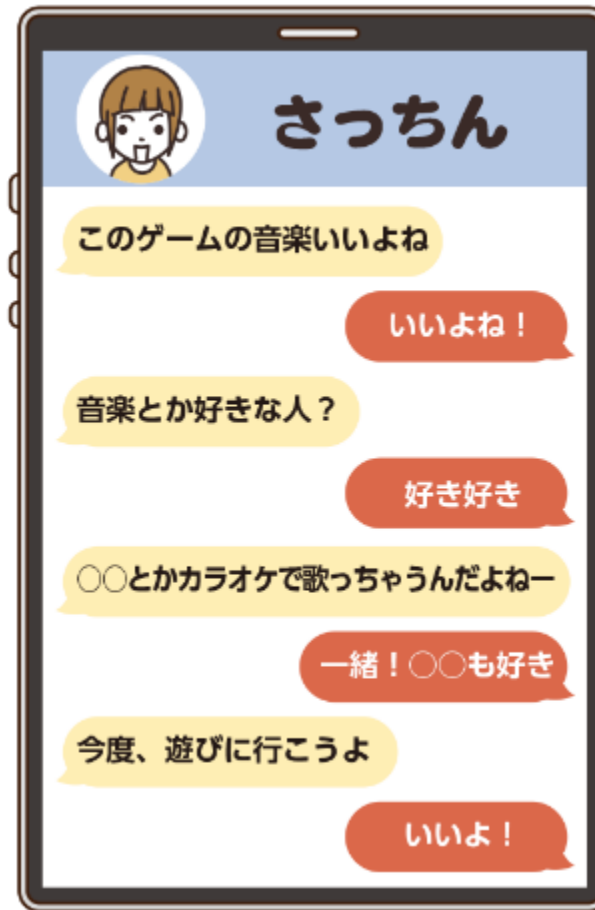 さっちん
このゲームの音楽いいよね
いいよね！
音楽とか好きな人？
好き好き
○○とかカラオケで歌っちゃうんだよねー
一緒！○○も好き
今度、遊びに行こうよ
いいよ！